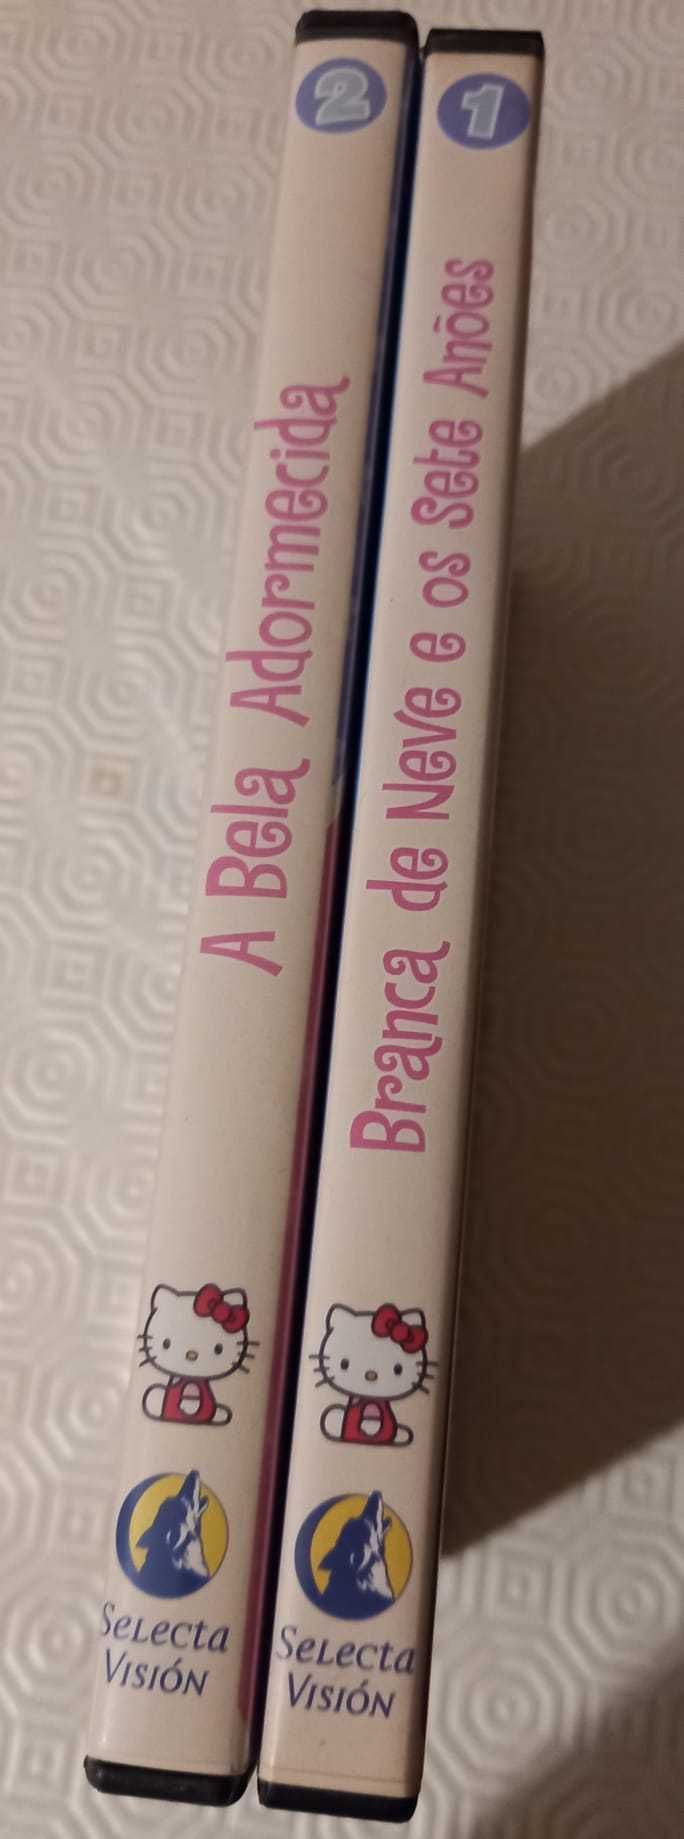 2
A Bela Adormecida
Selecta
Visión
1
Branca de Neve e os Sete Anões
Selecta
Visión